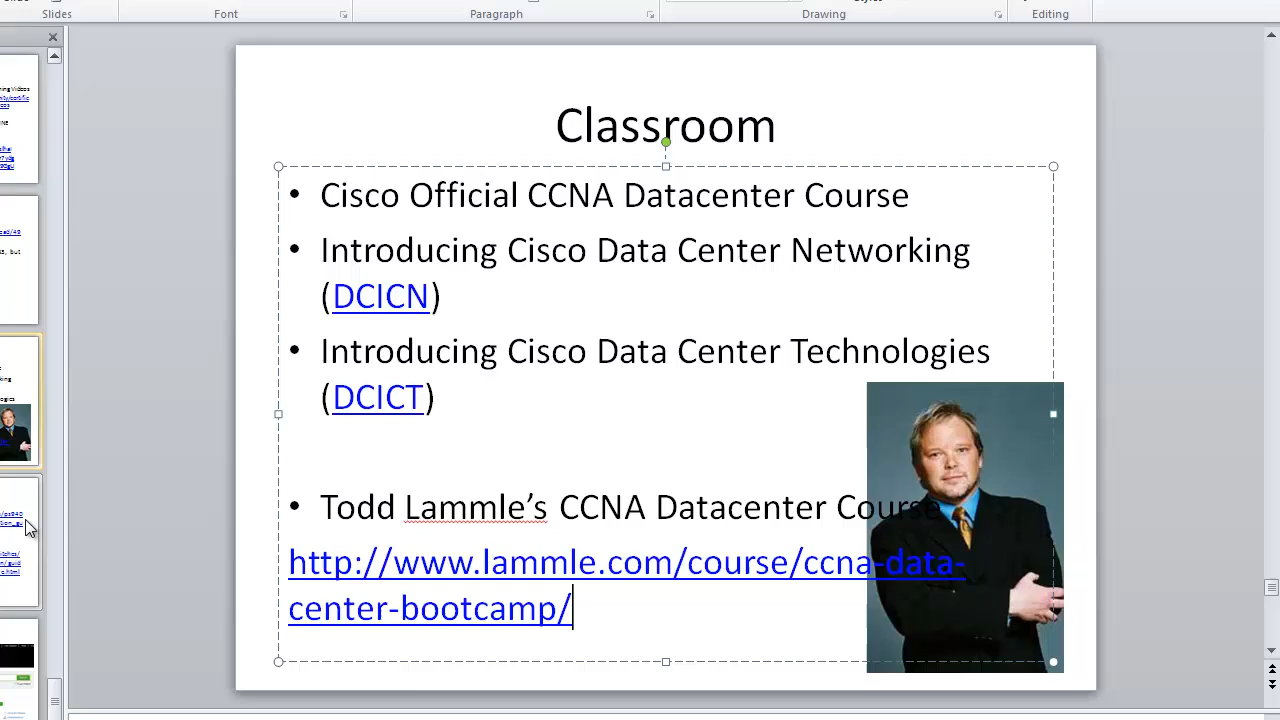 Slides
Font
Paragraph
Drawing
Editing
Classroom
• Cisco Official CCNA Datacenter Course
• Introducing Cisco Data Center Networking
(DCICN)
• Introducing Cisco Data Center Technologies
(DCICT)
• Todd Lammle’s CCNA Datacenter Course
http://www.lammle.com/course/ccna-data-
center-bootcamp/